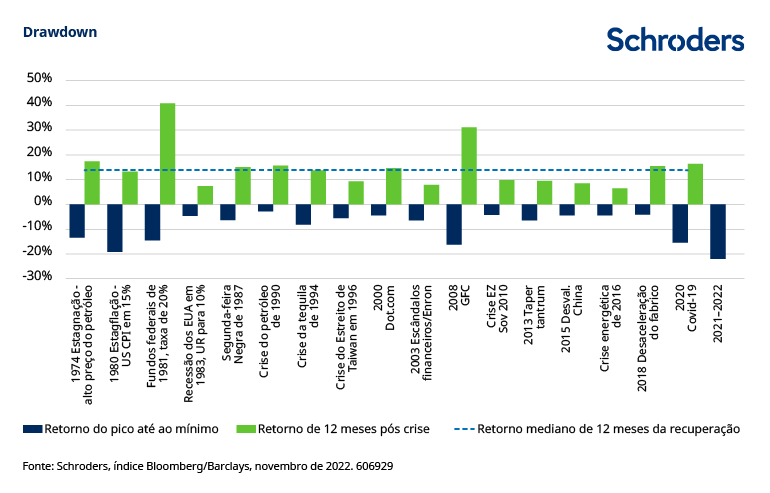 Drawdown
Schroders
50%
40%
30%
20%
10%
0%
-10%
-20%
-30%
1974 Estagnação -
alto preço do petróleo
1980 Estagflação -
US CPI em 15%
Fundos federais de
1981, taxa de 20%
Recessão dos EUA em
1983, UR para 10%
Segunda-feira
Negra de 1987
Crise do petróleo
de 1990
Crise da tequila
de 1994
Crise do Estreito de
Taiwan em 1996
2000
Dot.com
2003 Escándalos
financeiros/Enron
2008
GFC
Crise EZ
Sov 2010
2013 Taper
tantrum
2015 Desval.
China
Crise energética
de 2016
2018 Desaceleração
do fabrico
2020
Covid-19
2021–2022
Retorno do pico até ao mínimo
Retorno de 12 meses pós crise
Retorno mediano de 12 meses da recuperação
Fonte: Schroders, índice Bloomberg/Barclays, novembro de 2022. 606929